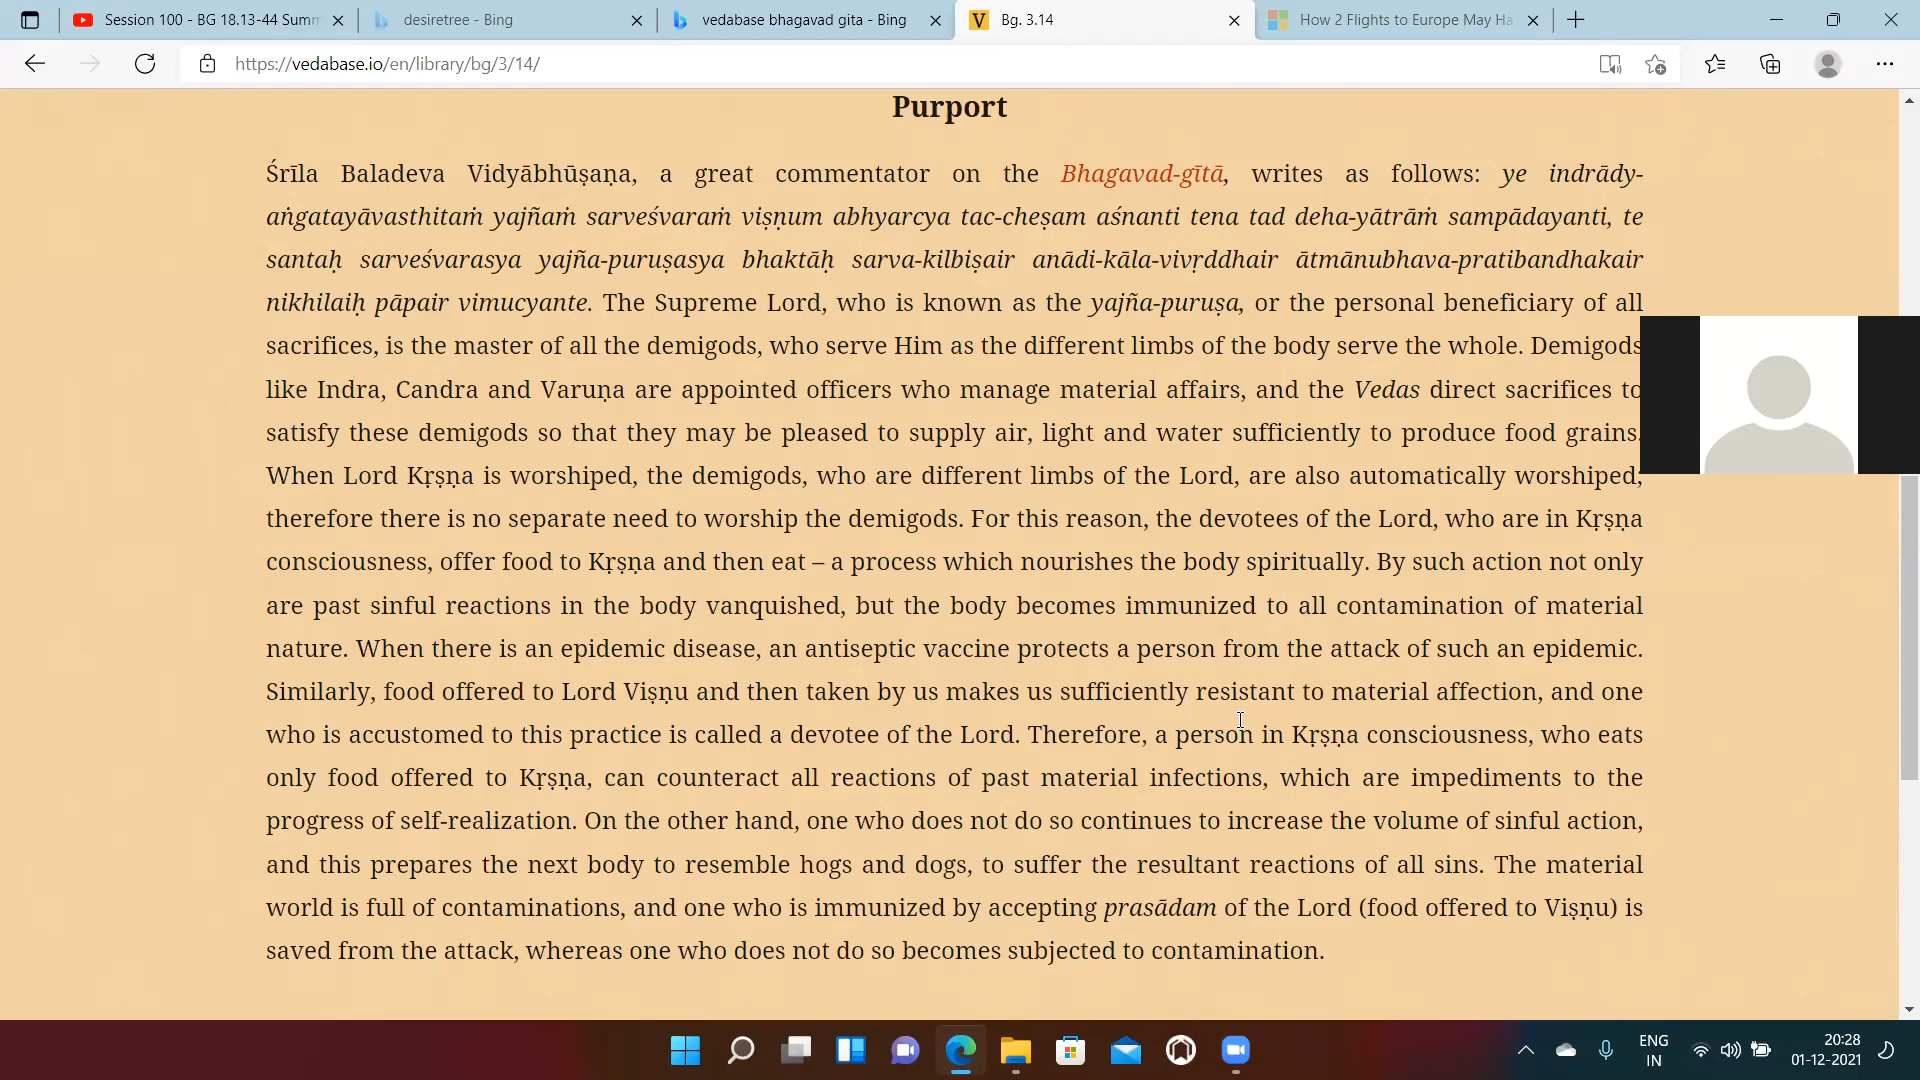 Session 100 - BG 18.13-44 Summ
desiretree - Bing
vedabase bhagavad gita - Bing
Bg. 3.14
How 2 Flights to Europe May Ha
https://vedabase.io/en/library/bg/3/14/
Purport
Śrīla Baladeva Vidyābhūṣaṇa, a great commentator on the Bhagavad-gītā, writes as follows: ye indrādy-
aṅgatayāvasthitaṁ yajñaṁ sarveśvaraṁ viṣṇum abhyarcya tac-cheṣam aśnanti tena tad deha-yātrāṁ sampādayanti, te
santaḥ sarveśvarasya yajña-puruṣasya bhaktāḥ sarva-kilbiṣair anādi-kāla-vivṛddhair ātmānubhava-pratibandhakair
nikhilaiḥ pāpair vimucyante. The Supreme Lord, who is known as the yajña-puruṣa, or the personal beneficiary of all
sacrifices, is the master of all the demigods, who serve Him as the different limbs of the body serve the whole. Demigods
like Indra, Candra and Varuṇa are appointed officers who manage material affairs, and the Vedas direct sacrifices to
satisfy these demigods so that they may be pleased to supply air, light and water sufficiently to produce food grains.
When Lord Kṛṣṇa is worshiped, the demigods, who are different limbs of the Lord, are also automatically worshiped;
therefore there is no separate need to worship the demigods. For this reason, the devotees of the Lord, who are in Kṛṣṇa
consciousness, offer food to Kṛṣṇa and then eat – a process which nourishes the body spiritually. By such action not only
are past sinful reactions in the body vanquished, but the body becomes immunized to all contamination of material
nature. When there is an epidemic disease, an antiseptic vaccine protects a person from the attack of such an epidemic.
Similarly, food offered to Lord Viṣṇu and then taken by us makes us sufficiently resistant to material affection, and one
who is accustomed to this practice is called a devotee of the Lord. Therefore, a person in Kṛṣṇa consciousness, who eats
only food offered to Kṛṣṇa, can counteract all reactions of past material infections, which are impediments to the
progress of self-realization. On the other hand, one who does not do so continues to increase the volume of sinful action,
and this prepares the next body to resemble hogs and dogs, to suffer the resultant reactions of all sins. The material
world is full of contaminations, and one who is immunized by accepting prasādam of the Lord (food offered to Viṣṇu) is
saved from the attack, whereas one who does not do so becomes subjected to contamination.
ENG
IN
20:28
01-12-2021